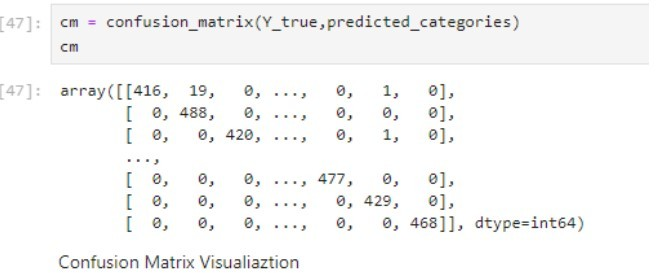 [47]: cm = confusion_matrix(Y_true,predicted_categories)
cm
[47]: array([[416, 19, 0, ..., 0, 1, 0],
[ 0, 488, 0, ..., 0, 0, 0],
[ 0, 0, 420, ..., 0, 1, 0],
...,
[ 0, 0, 0, ..., 477, 0, 0],
[ 0, 0, 0, ..., 0, 429, 0],
[ 0, 0, 0, ..., 0, 0, 468]], dtype=int64)
Confusion Matrix Visualiaztion